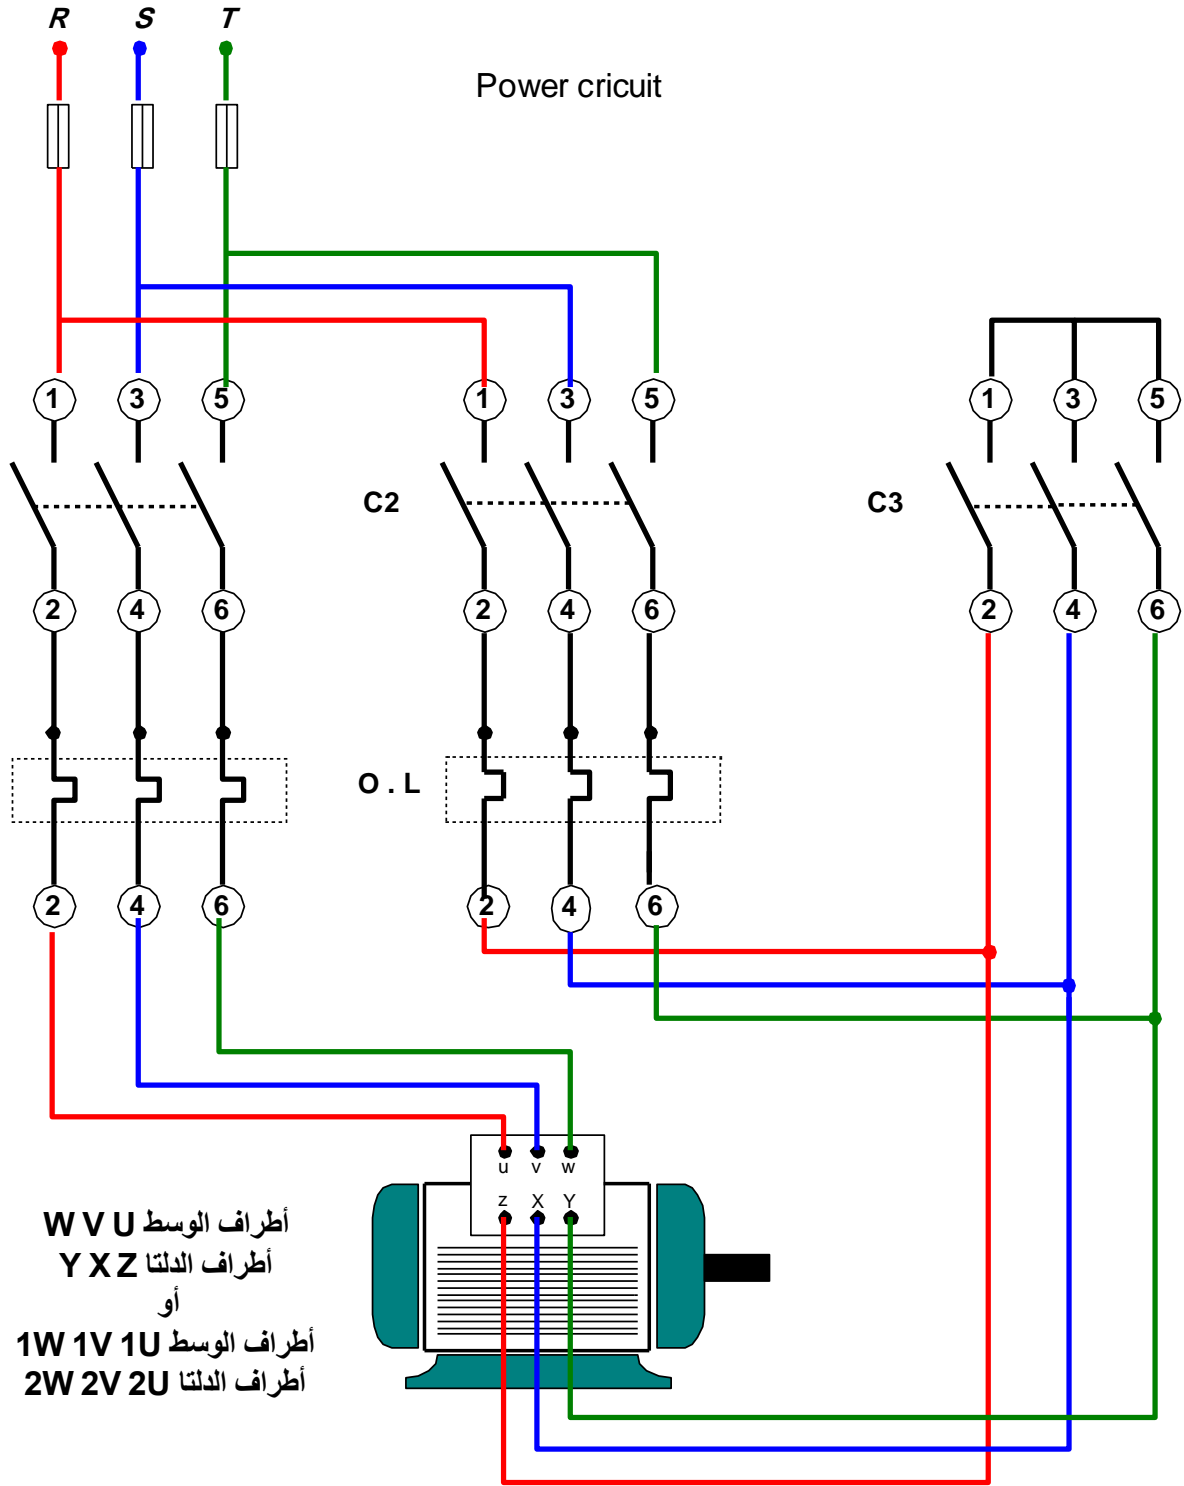 R S T
Power cricuit
1 3 5 1 3 5 1 3 5
C2 C3
2 4 6 2 4 6 2 4 6
O . L
2 4 6 2 4 6
u v w
z X Y
أطراف الوسط W V U
أطراف الدلتا Y X Z
أو
أطراف الوسط 1W 1V 1U
أطراف الدلتا 2W 2V 2U